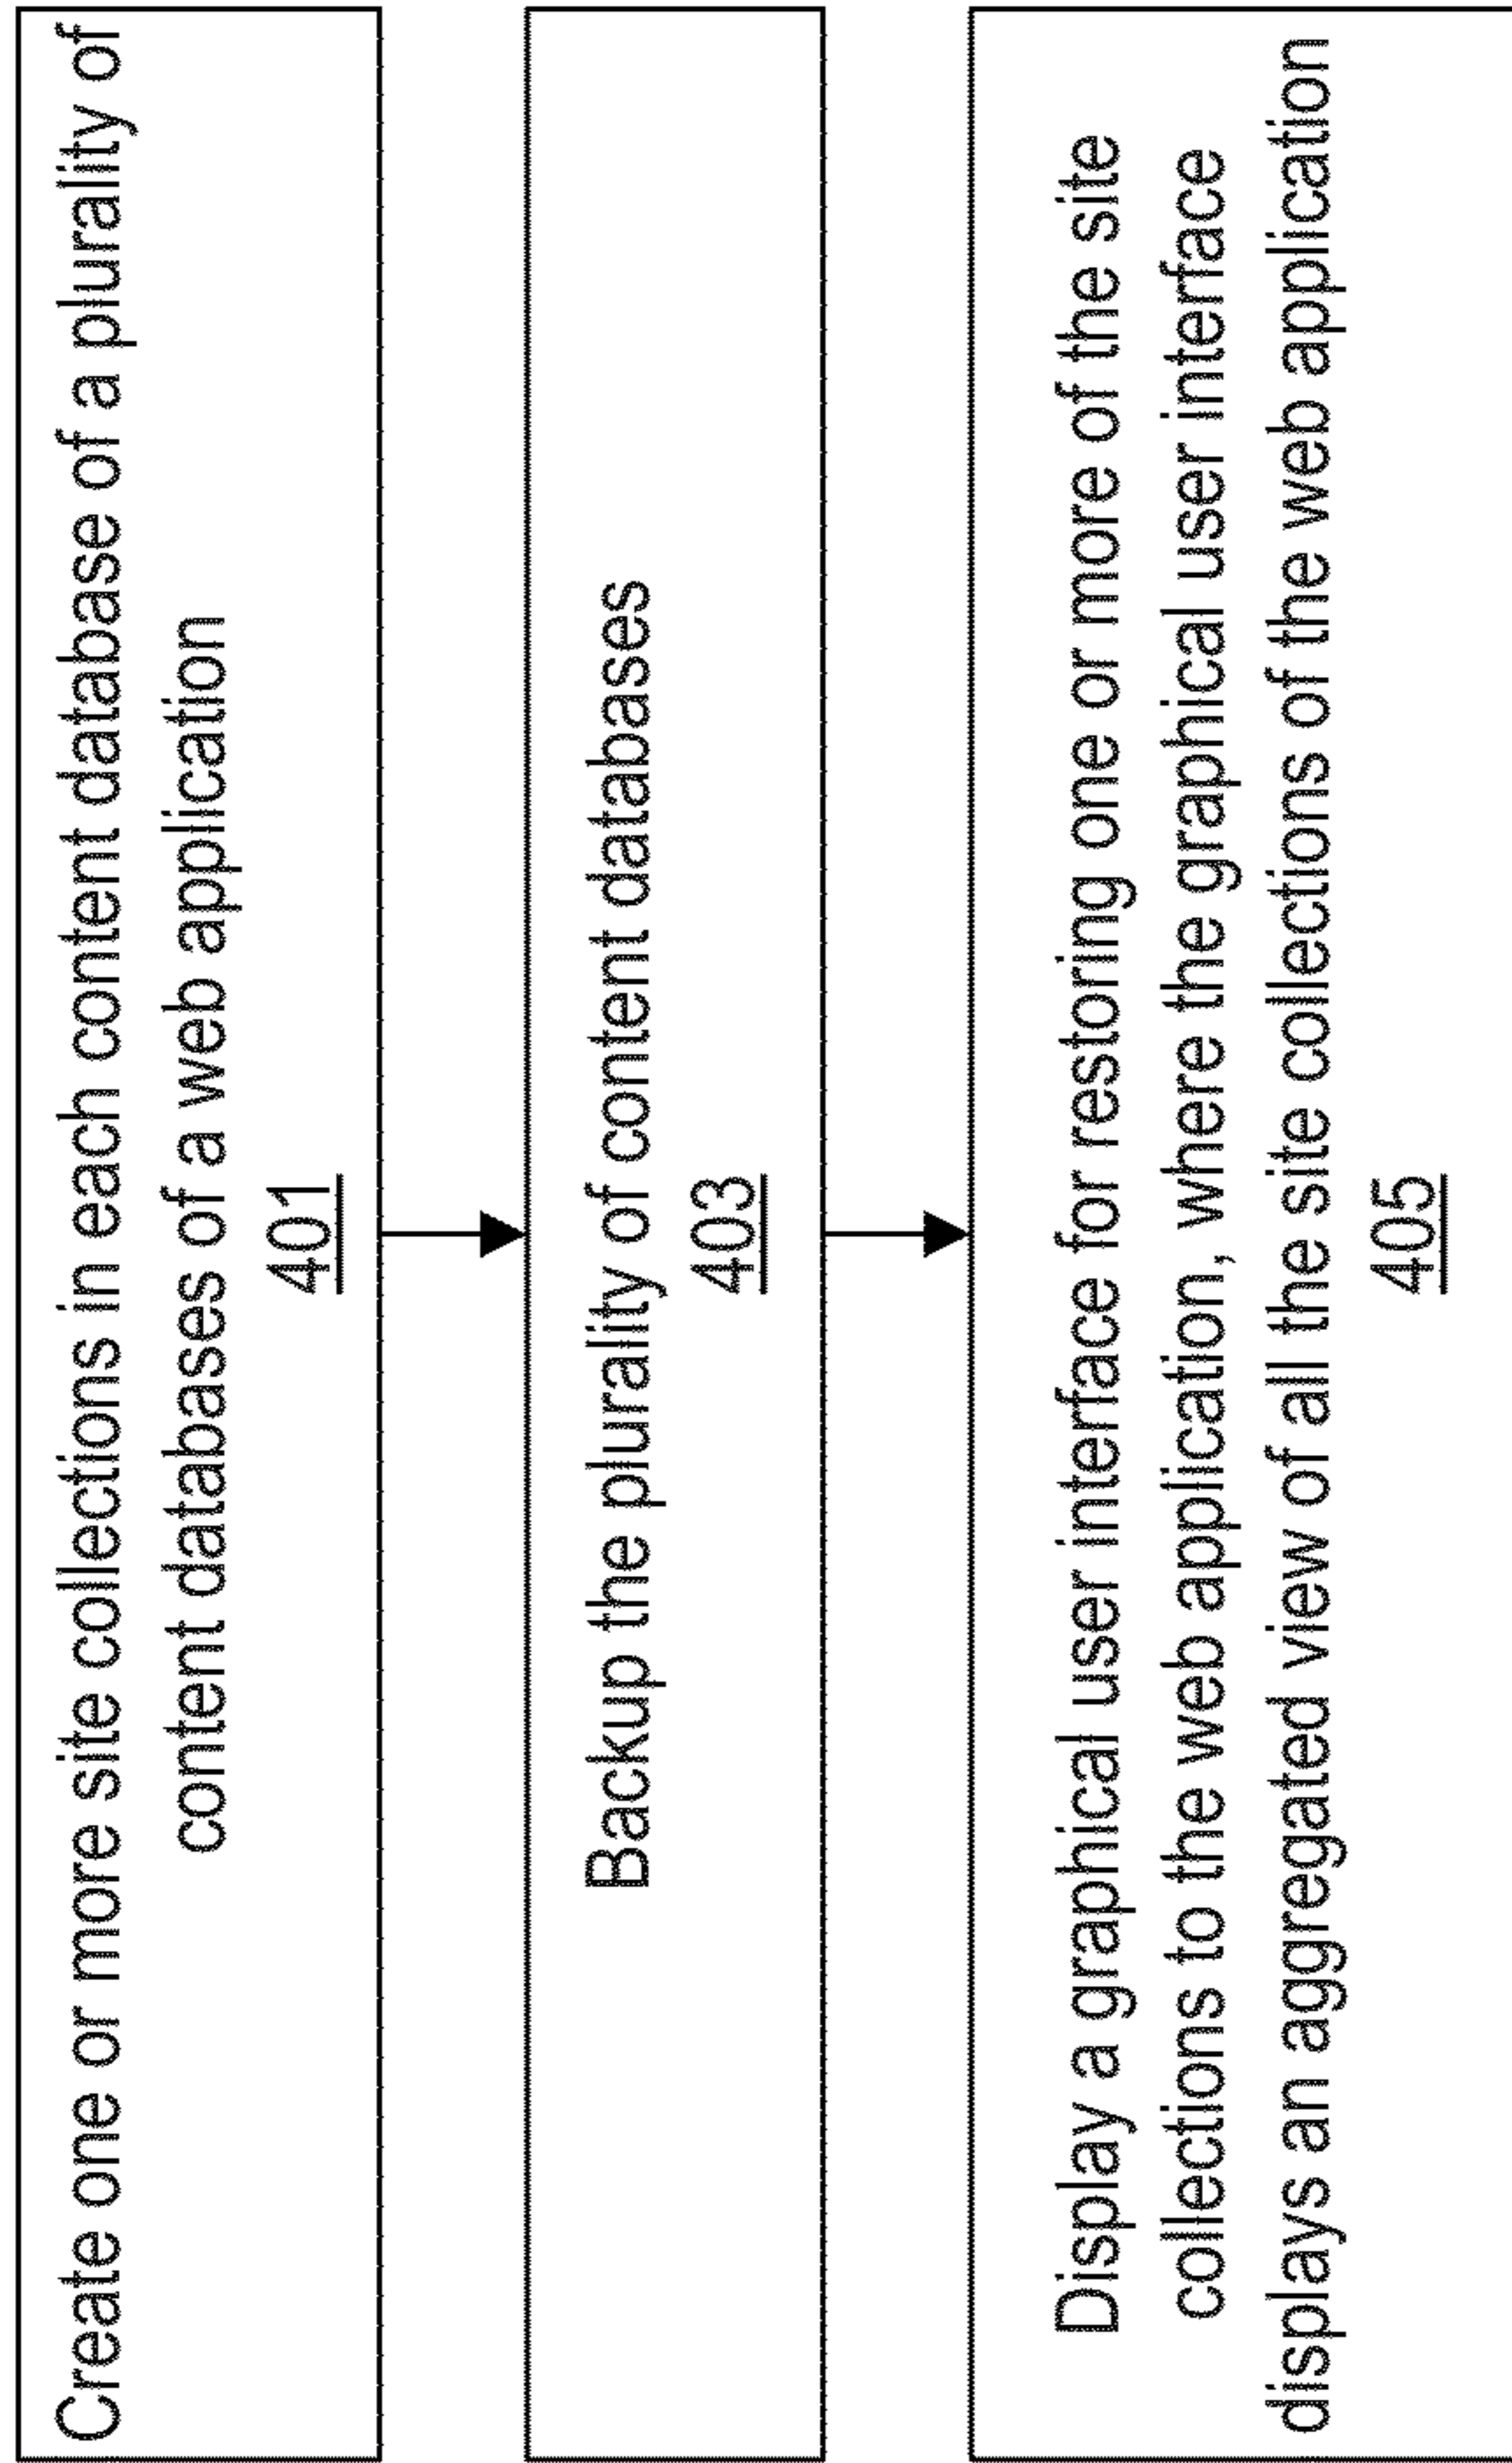 Create one or more site collections in each content database of a plurality of
content databases of a web application
401
Backup the plurality of content databases
403
Display a graphical user interface for restoring one or more of the site
collections to the web application, where the graphical user interface
displays an aggregated view of all the site collections of the web application
405